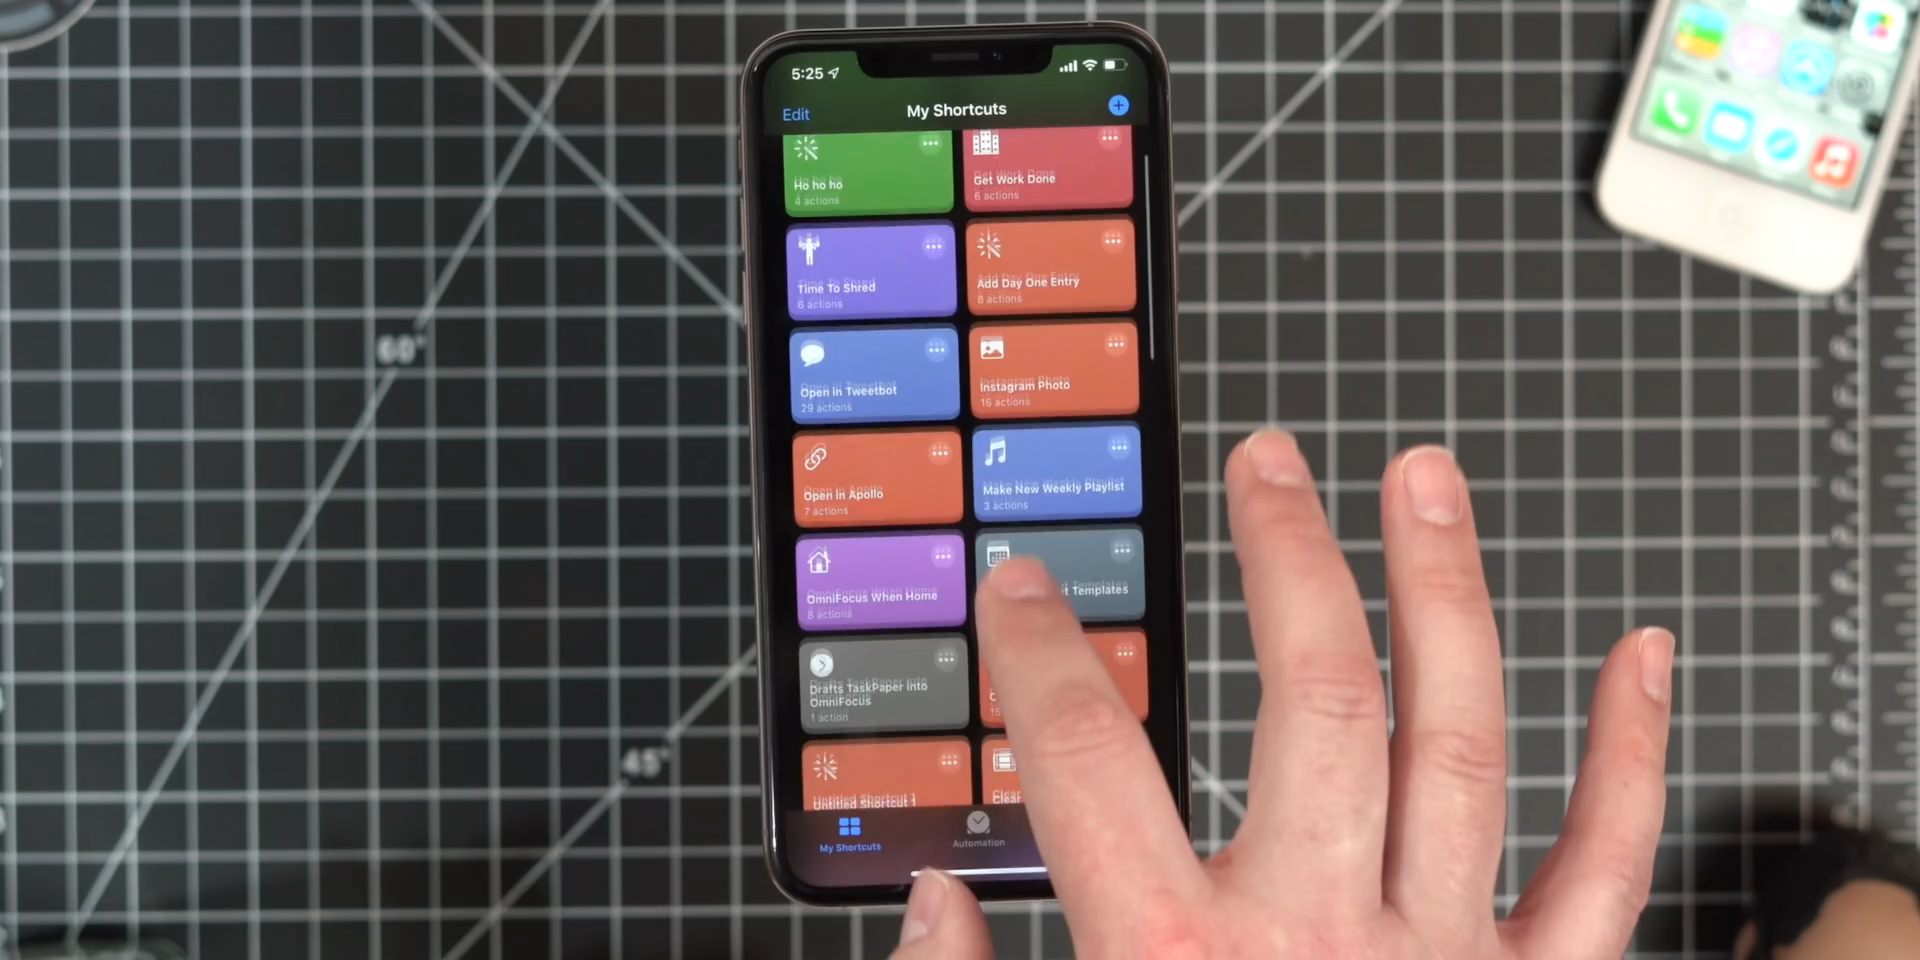 5:25
Edit
My Shortcuts
Ho ho ho
4 actions
Get Work Done
6 actions
Time To Shred
6 actions
Add Day One Entry
8 actions
Open in Tweetbot
29 actions
Instagram Photo
16 actions
Open in Apollo
7 actions
Make New Weekly Playlist
3 actions
OmniFocus When Home
8 actions
Templates
Drafts TaskPaper Into
OmniFocus
1 action
15
Untitled Shortcut 1
Clear
My Shortcuts
Automation
60°
45°